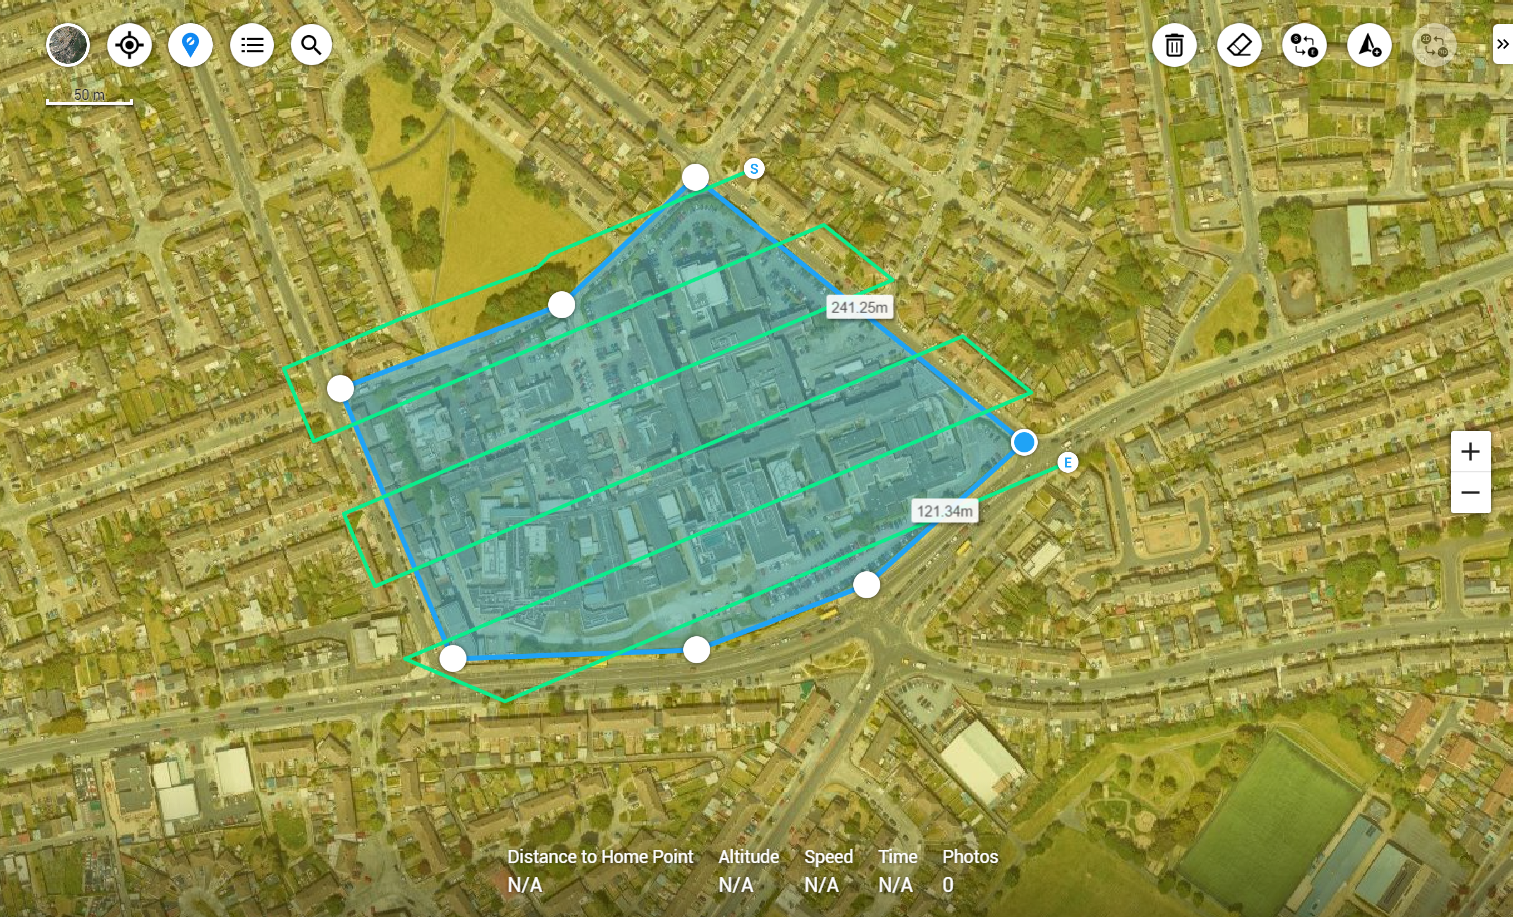 50 m
S
E
S
241.25m
E
121.34m
Distance to Home Point Altitude Speed Time Photos
N/A N/A N/A N/A 0